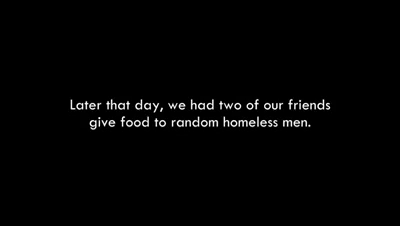 Later that day, we had two of our friends
give food to random homeless men.